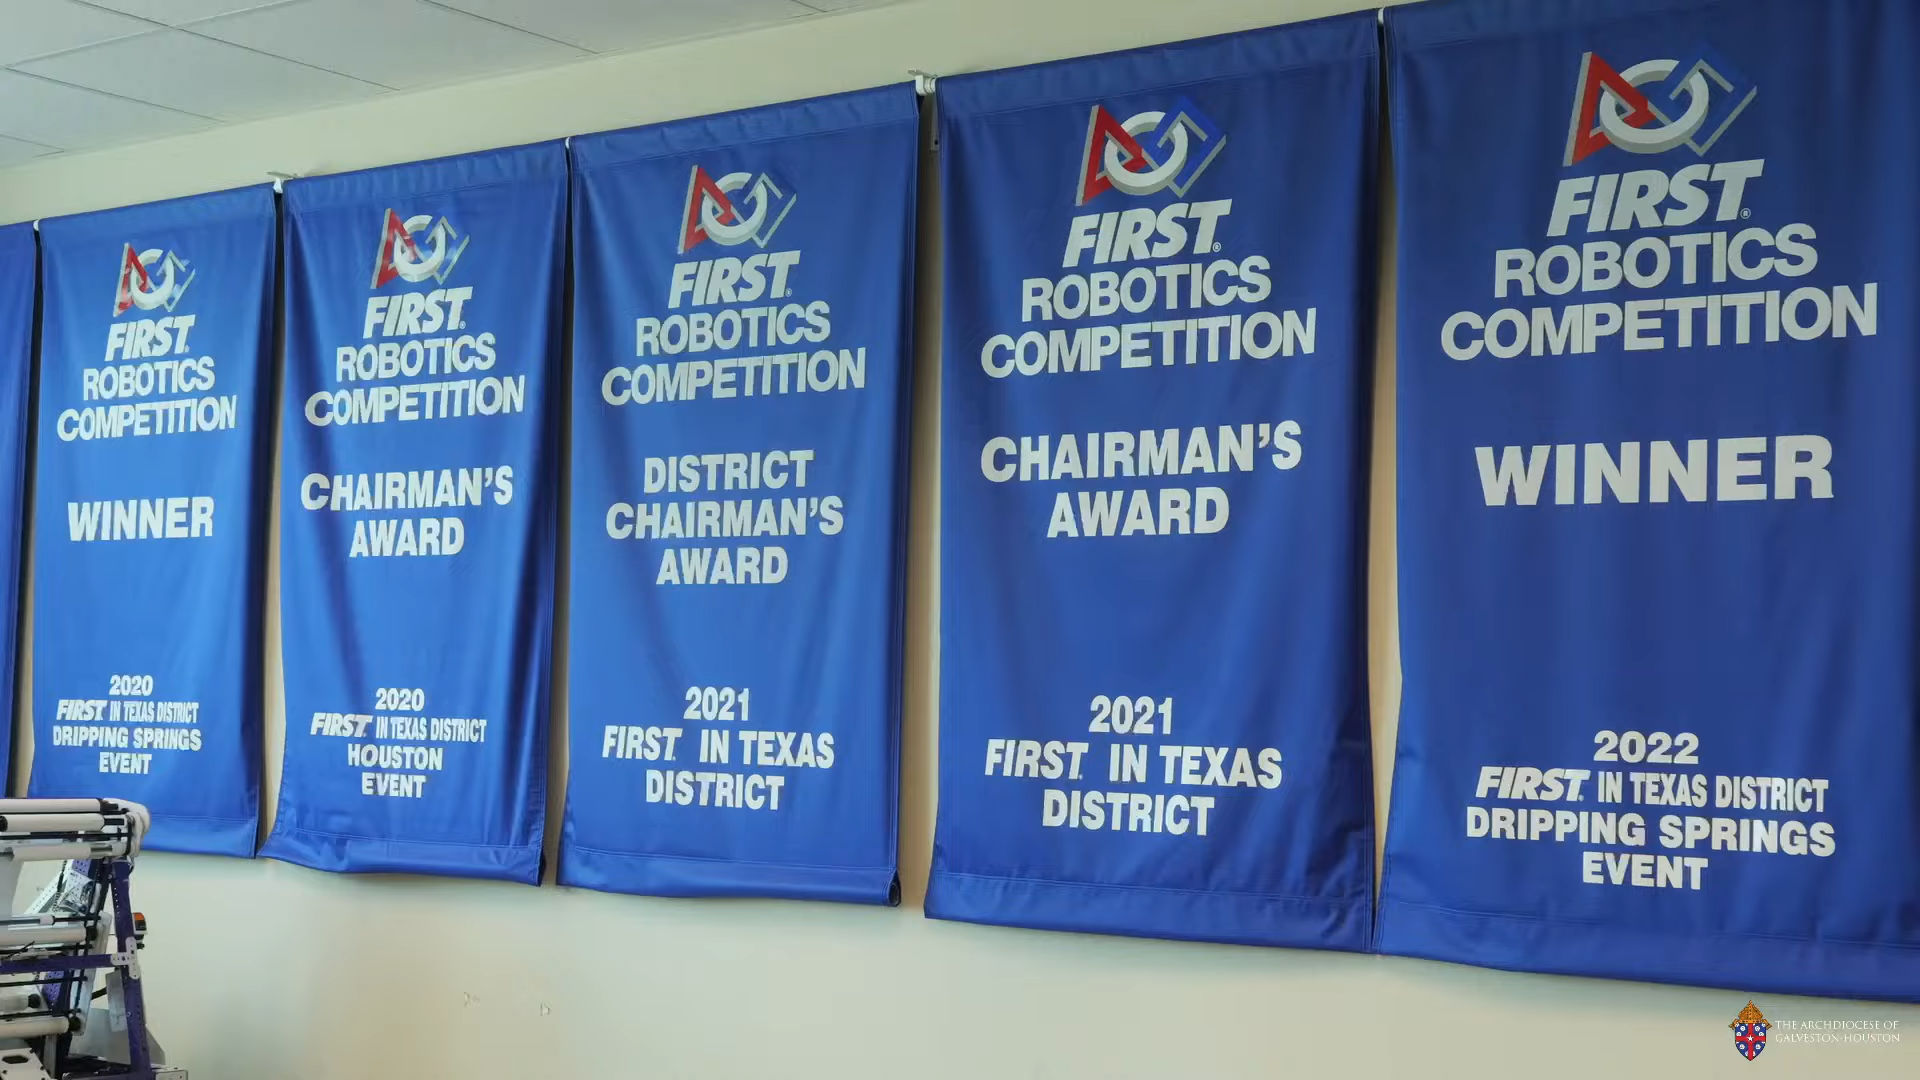 FIRST®
ROBOTICS
COMPETITION
WINNER
2020
FIRST® IN TEXAS DISTRICT
DRIPPING SPRINGS
EVENT
FIRST®
ROBOTICS
COMPETITION
CHAIRMAN'S
AWARD
2020
FIRST® IN TEXAS DISTRICT
HOUSTON
EVENT
FIRST®
ROBOTICS
COMPETITION
DISTRICT
CHAIRMAN'S
AWARD
2021
FIRST® IN TEXAS
DISTRICT
FIRST®
ROBOTICS
COMPETITION
CHAIRMAN'S
AWARD
2021
FIRST® IN TEXAS
DISTRICT
FIRST®
ROBOTICS
COMPETITION
WINNER
2022
FIRST® IN TEXAS DISTRICT
DRIPPING SPRINGS
EVENT
THE ARCHDIOCESE OF
GALVESTON-HOUSTON